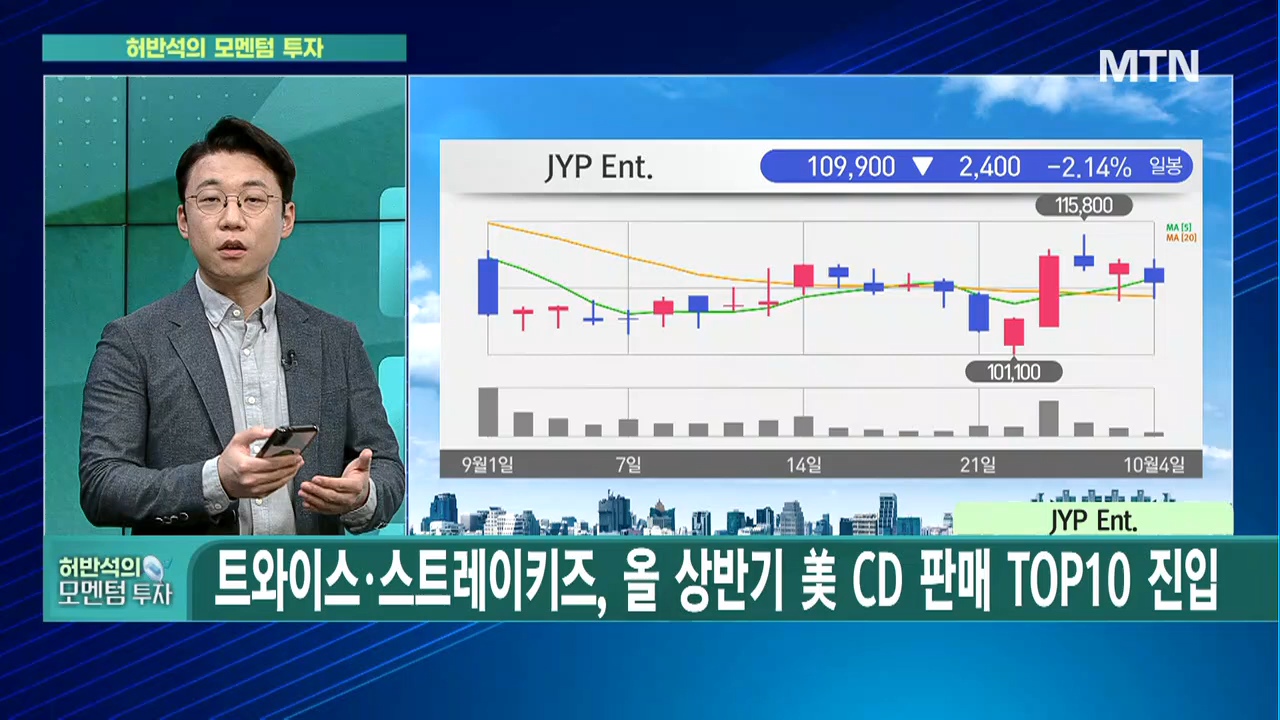 허반석의 모멘텀 투자
MTN
JYP Ent.
109,900 ▼ 2,400 -2.14% 일봉
115,800
MA [5]
MA [20]
101,100
9월1일 7일 14일 21일 10월4일
JYP Ent.
허반석의
모멘텀 투자
트와이스·스트레이키즈, 올 상반기 美 CD 판매 TOP10 진입